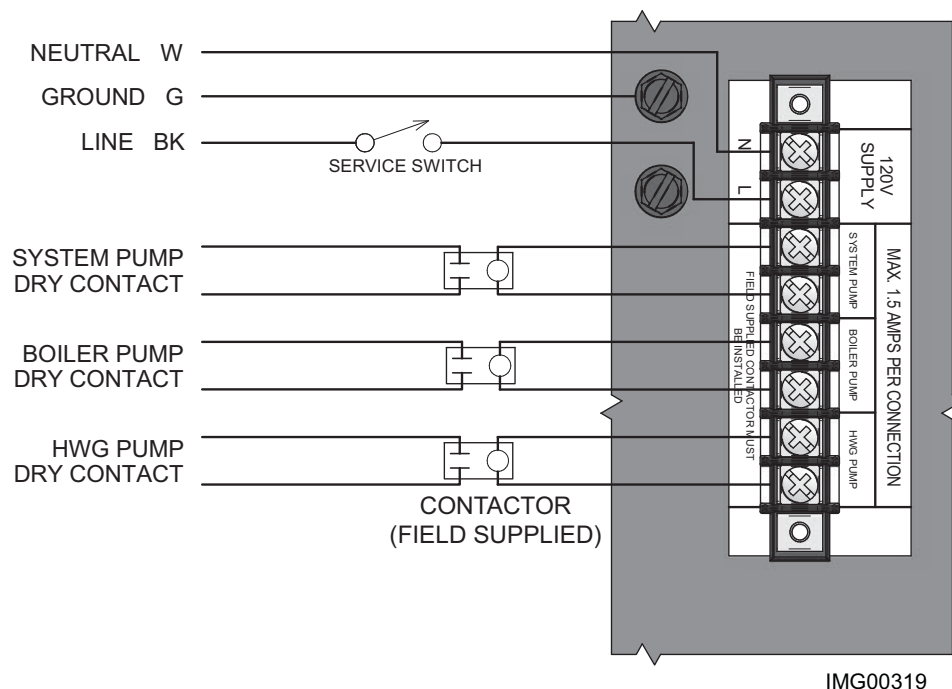 NEUTRAL W
GROUND G
LINE BK
SERVICE SWITCH
SYSTEM PUMP
DRY CONTACT
BOILER PUMP
DRY CONTACT
HWG PUMP
DRY CONTACT
CONTACTOR
(FIELD SUPPLIED)
N
L
120V
SUPPLY
SYSTEM PUMP
BOILER PUMP
HWG PUMP
MAX. 1.5 AMPS PER CONNECTION
FIELD SUPPLIED CONTACTOR MUST
BE INSTALLED
IMG00319